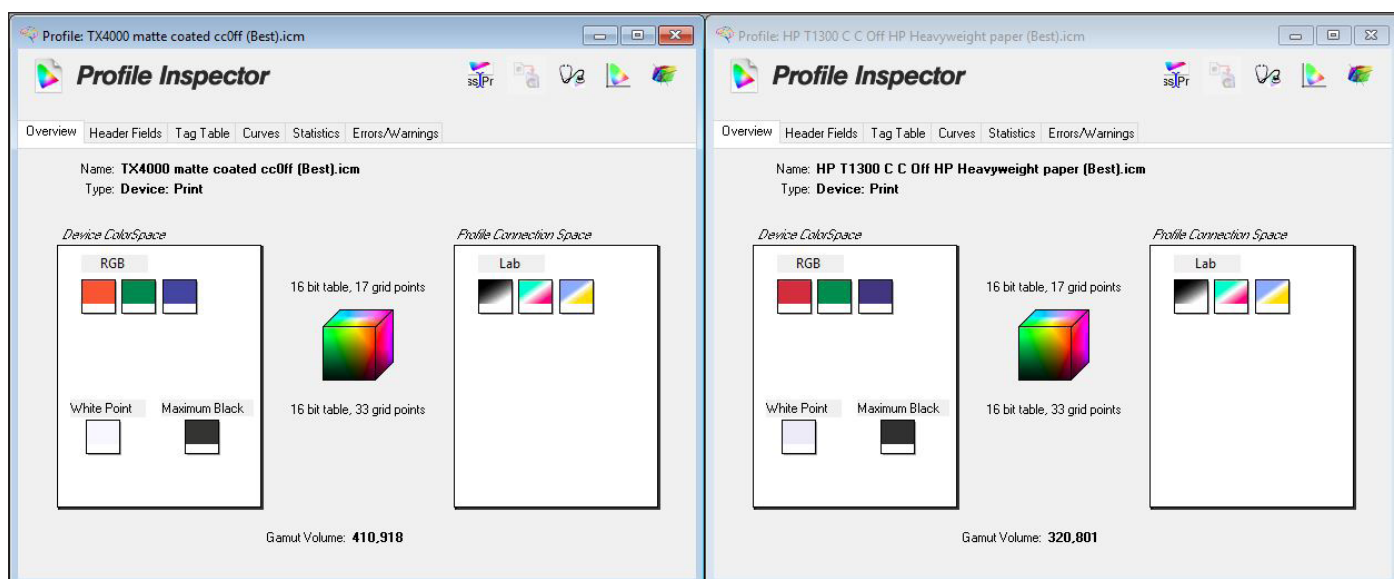 Profile: TX4000 matte coated cc0ff (Best).icm
Profile Inspector
Overview Header Fields Tag Table Curves Statistics Errors/Warnings
Name: TX4000 matte coated cc0ff (Best).icm
Type: Device: Print
Device ColorSpace
Profile Connection Space
RGB
Lab
16 bit table, 17 grid points
White Point
Maximum Black
16 bit table, 33 grid points
Gamut Volume: 410,918
Profile: HP T1300 C C Off HP Heavyweight paper (Best).icm
Profile Inspector
Overview Header Fields Tag Table Curves Statistics Errors/Warnings
Name: HP T1300 C C Off HP Heavyweight paper (Best).icm
Type: Device: Print
Device ColorSpace
Profile Connection Space
RGB
Lab
16 bit table, 17 grid points
White Point
Maximum Black
16 bit table, 33 grid points
Gamut Volume: 320,801